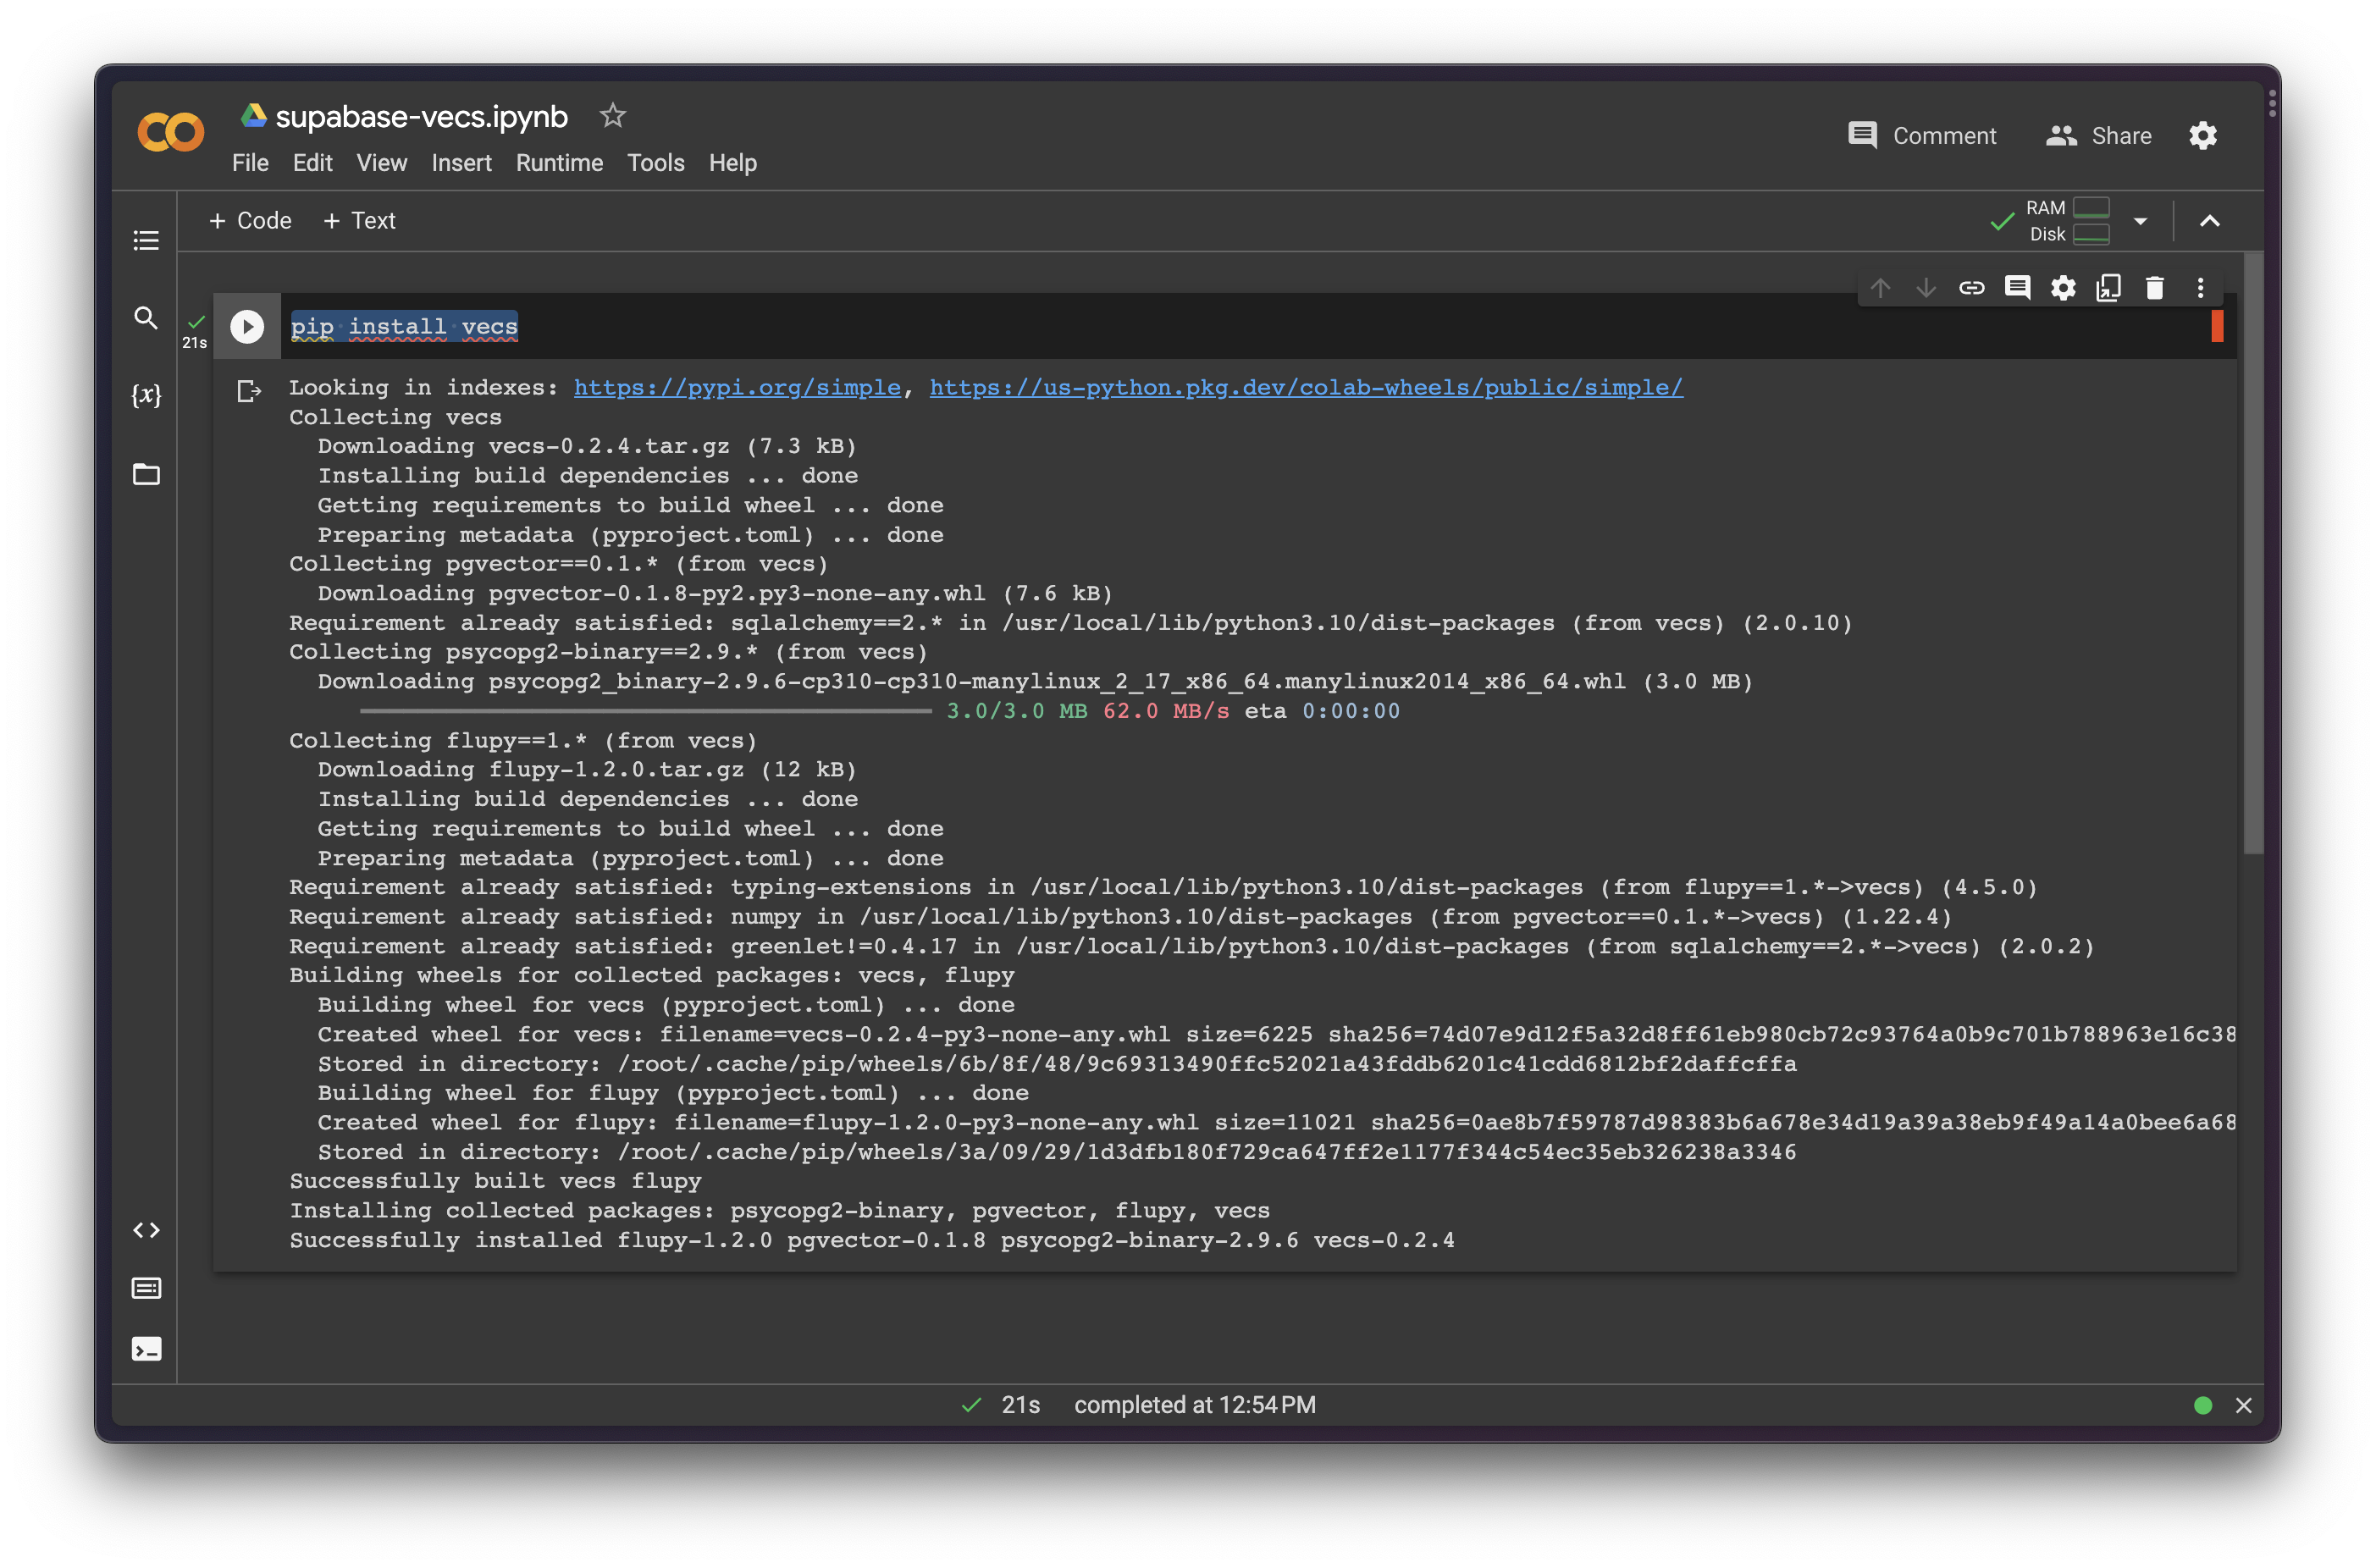 supabase-vecs.ipynb
File Edit View Insert Runtime Tools Help
Comment Share
+ Code + Text
RAM
Disk
21s
pip install vecs
Looking in indexes: https://pypi.org/simple, https://us-python.pkg.dev/colab-wheels/public/simple/
Collecting vecs
Downloading vecs-0.2.4.tar.gz (7.3 kB)
Installing build dependencies ... done
Getting requirements to build wheel ... done
Preparing metadata (pyproject.toml) ... done
Collecting pgvector==0.1.* (from vecs)
Downloading pgvector-0.1.8-py2.py3-none-any.whl (7.6 kB)
Requirement already satisfied: sqlalchemy==2.* in /usr/local/lib/python3.10/dist-packages (from vecs) (2.0.10)
Collecting psycopg2-binary==2.9.* (from vecs)
Downloading psycopg2_binary-2.9.6-cp310-cp310-manylinux_2_17_x86_64.manylinux2014_x86_64.whl (3.0 MB)
3.0/3.0 MB 62.0 MB/s eta 0:00:00
Collecting flupy==1.* (from vecs)
Downloading flupy-1.2.0.tar.gz (12 kB)
Installing build dependencies ... done
Getting requirements to build wheel ... done
Preparing metadata (pyproject.toml) ... done
Requirement already satisfied: typing-extensions in /usr/local/lib/python3.10/dist-packages (from flupy==1.*->vecs) (4.5.0)
Requirement already satisfied: numpy in /usr/local/lib/python3.10/dist-packages (from pgvector==0.1.*->vecs) (1.22.4)
Requirement already satisfied: greenlet!=0.4.17 in /usr/local/lib/python3.10/dist-packages (from sqlalchemy==2.*->vecs) (2.0.2)
Building wheels for collected packages: vecs, flupy
Building wheel for vecs (pyproject.toml) ... done
Created wheel for vecs: filename=vecs-0.2.4-py3-none-any.whl size=6225 sha256=74d07e9d12f5a32d8ff61eb980cb72c93764a0b9c701b788963e16c38
Stored in directory: /root/.cache/pip/wheels/6b/8f/48/9c69313490ffc52021a43fddb6201c41cdd6812bf2daffcffa
Building wheel for flupy (pyproject.toml) ... done
Created wheel for flupy: filename=flupy-1.2.0-py3-none-any.whl size=11021 sha256=0ae8b7f59787d98383b6a678e34d19a39a38eb9f49a14a0bee6a68
Stored in directory: /root/.cache/pip/wheels/3a/09/29/1d3dfb180f729ca647ff2e1177f344c54ec35eb326238a3346
Successfully built vecs flupy
Installing collected packages: psycopg2-binary, pgvector, flupy, vecs
Successfully installed flupy-1.2.0 pgvector-0.1.8 psycopg2-binary-2.9.6 vecs-0.2.4
21s completed at 12:54 PM